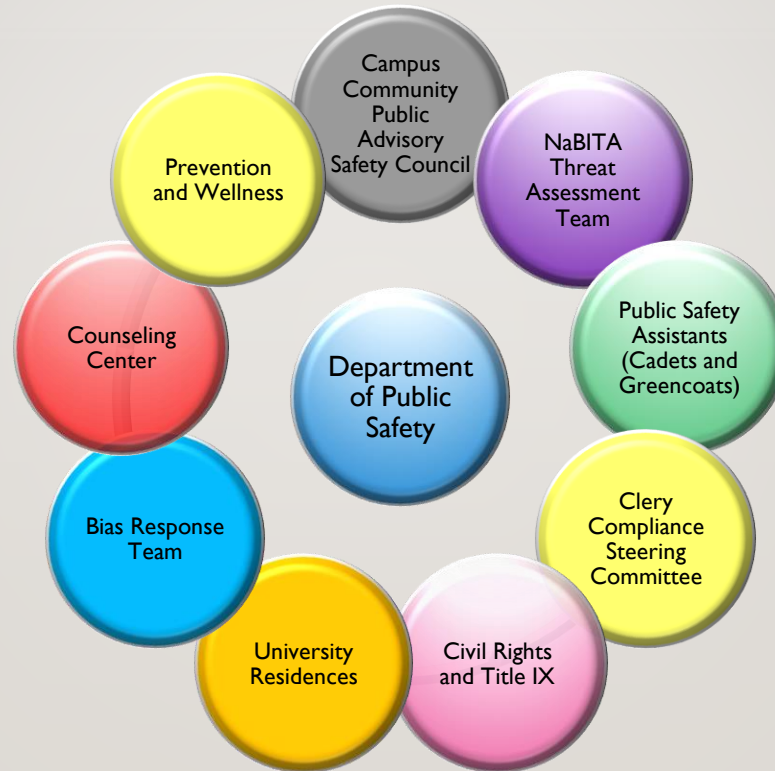 Campus
Community
Public
Advisory
Safety Council
NaBITA
Threat
Assessment
Team
Public Safety
Assistants
(Cadets and
Greencoats)
Clery
Compliance
Steering
Committee
Civil Rights
and Title IX
University
Residences
Bias Response
Team
Counseling
Center
Prevention
and Wellness
Department
of Public
Safety